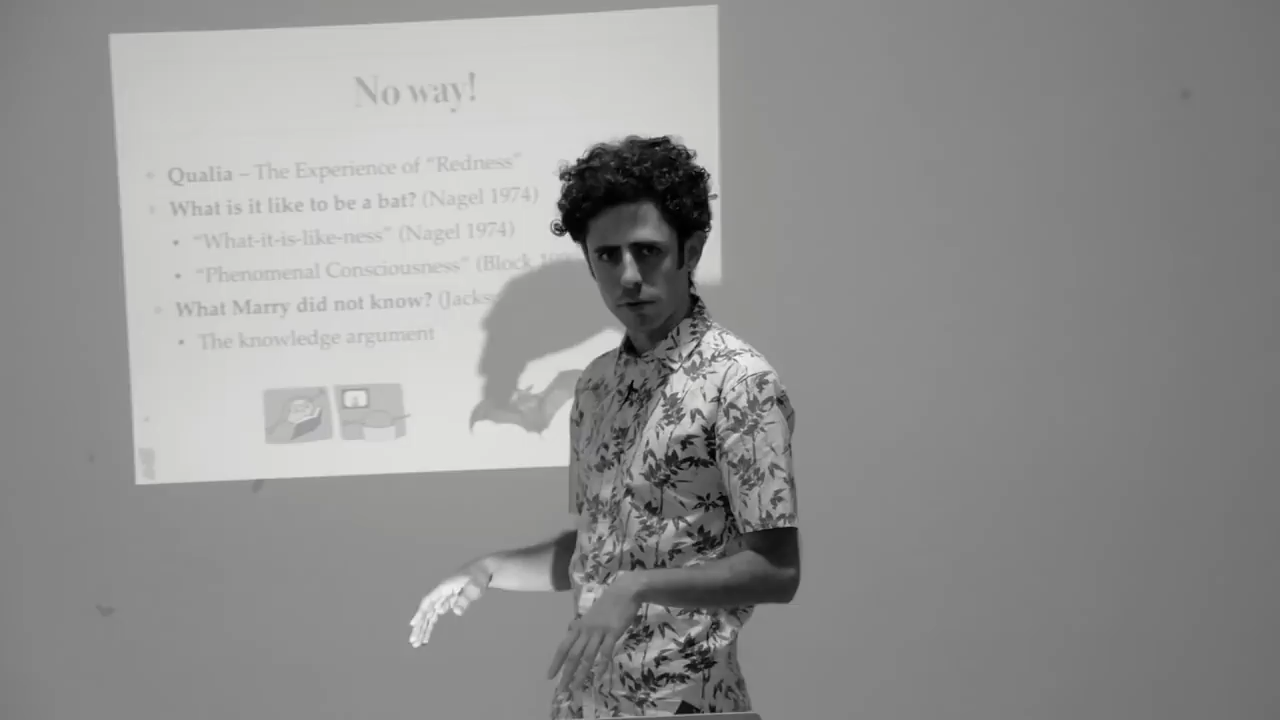 No way!
Qualia – The Experience of “Redness”
What is it like to be a bat? (Nagel 1974)
“What-it-is-like-ness” (Nagel 1974)
“Phenomenal Consciousness” (Block
What Marry did not know? (Jacks
The knowledge argument